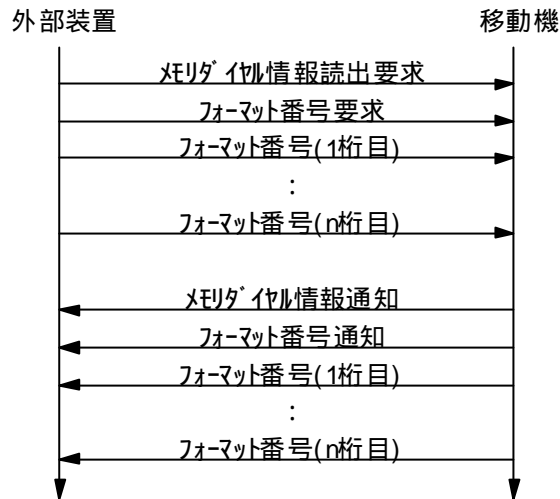 外部装置 移動機
メモリダイヤル情報読出要求
フォーマット番号要求
フォーマット番号(1桁目)
:
フォーマット番号(n桁目)
メモリダイヤル情報通知
フォーマット番号通知
フォーマット番号(1桁目)
:
フォーマット番号(n桁目)